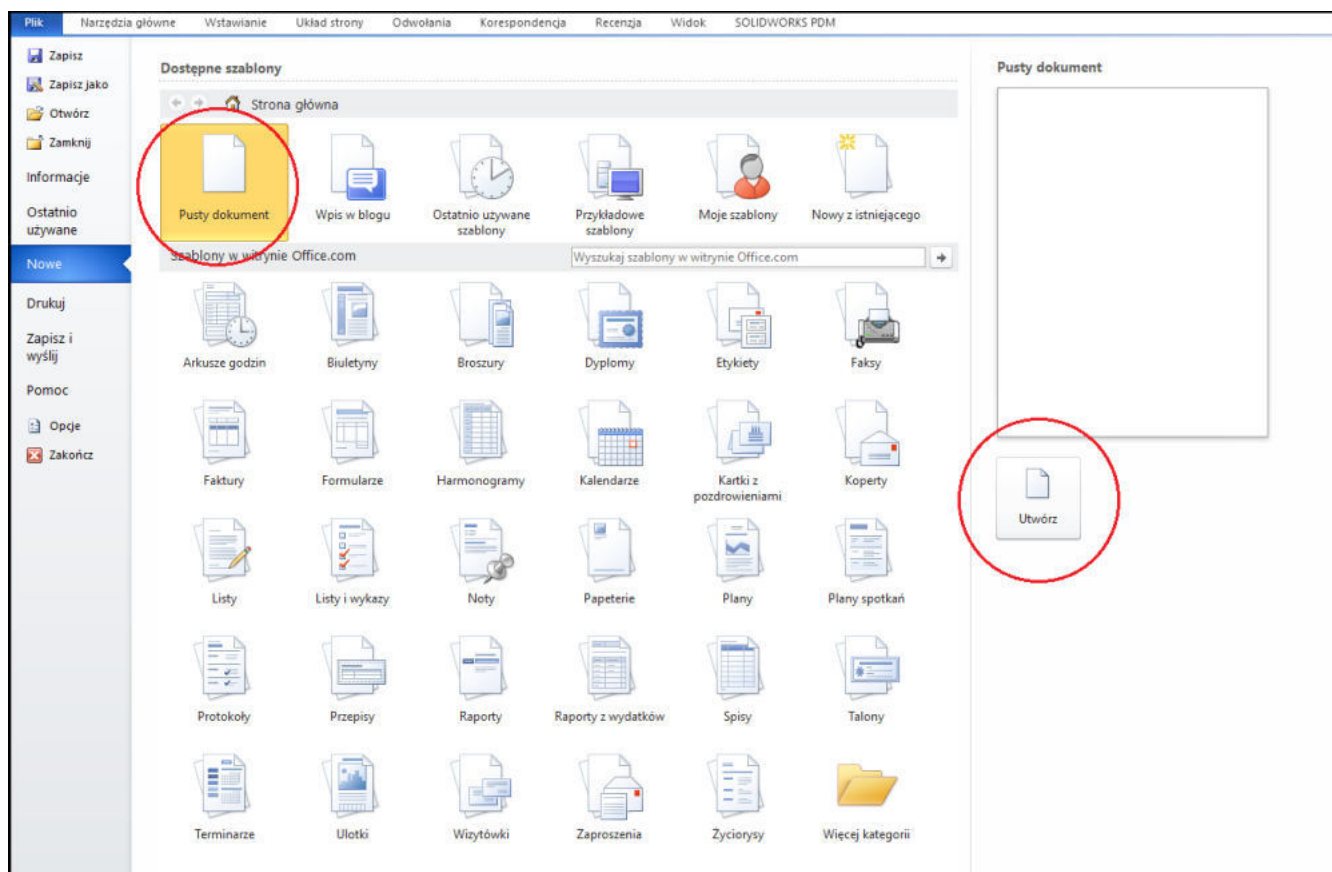 Plik Narzędzia główne Wstawianie Układ strony Odwołania Korespondencja Recenzja Widok SOLIDWORKS PDM
Zapisz
Zapisz jako
Otwórz
Zamknij
Informacje
Ostatnio
używane
Nowe
Drukuj
Zapisz i
wyślij
Pomoc
Opcje
Zakończ
Dostępne szablony
Strona główna
Pusty dokument Wpis w blogu Ostatnio używane Przykładowe Moje szablony Nowy z istniejącego
szablony szablony
Szablony w witrynie Office.com Wyszukaj szablony w witrynie Office.com
Arkusze godzin Biuletyny Broszury Dyplomy Etykiety Faksy
Faktury Formularze Harmonogramy Kalendarze Kartki z Koperty
pozdrowieniami
Listy Listy i wykazy Noty Papeterie Plany Plany spotkań
Protokoły Przepisy Raporty Raporty z wydatków Spisy Talony
Terminarze Ulotki Wizytówki Zaproszenia Życiorysy Więcej kategorii
Pusty dokument
Utwórz